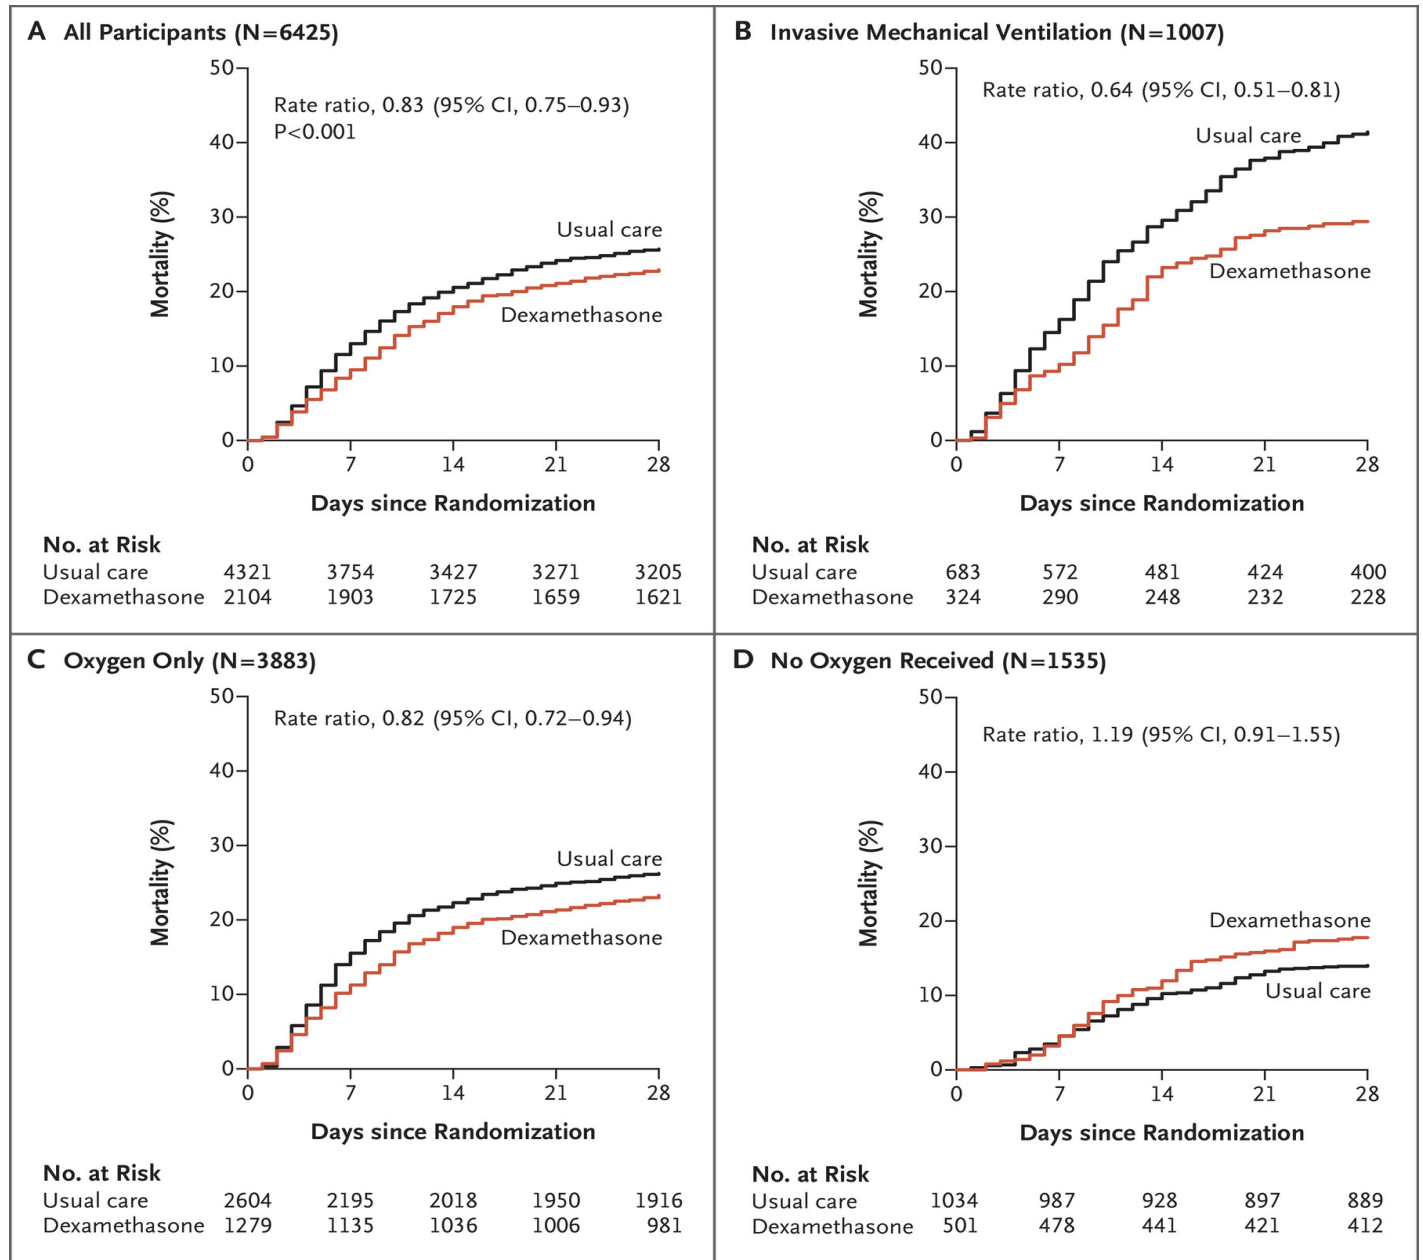 A All Participants (N=6425)
50
40
30
20
10
0
Mortality (%)
Rate ratio, 0.83 (95% CI, 0.75–0.93)
P<0.001
Usual care
Dexamethasone
0 7 14 21 28
Days since Randomization
No. at Risk
Usual care 4321 3754 3427 3271 3205
Dexamethasone 2104 1903 1725 1659 1621
B Invasive Mechanical Ventilation (N=1007)
50
40
30
20
10
0
Mortality (%)
Rate ratio, 0.64 (95% CI, 0.51–0.81)
Usual care
Dexamethasone
0 7 14 21 28
Days since Randomization
No. at Risk
Usual care 683 572 481 424 400
Dexamethasone 324 290 248 232 228
C Oxygen Only (N=3883)
50
40
30
20
10
0
Mortality (%)
Rate ratio, 0.82 (95% CI, 0.72–0.94)
Usual care
Dexamethasone
0 7 14 21 28
Days since Randomization
No. at Risk
Usual care 2604 2195 2018 1950 1916
Dexamethasone 1279 1135 1036 1006 981
D No Oxygen Received (N=1535)
50
40
30
20
10
0
Mortality (%)
Rate ratio, 1.19 (95% CI, 0.91–1.55)
Dexamethasone
Usual care
0 7 14 21 28
Days since Randomization
No. at Risk
Usual care 1034 987 928 897 889
Dexamethasone 501 478 441 421 412